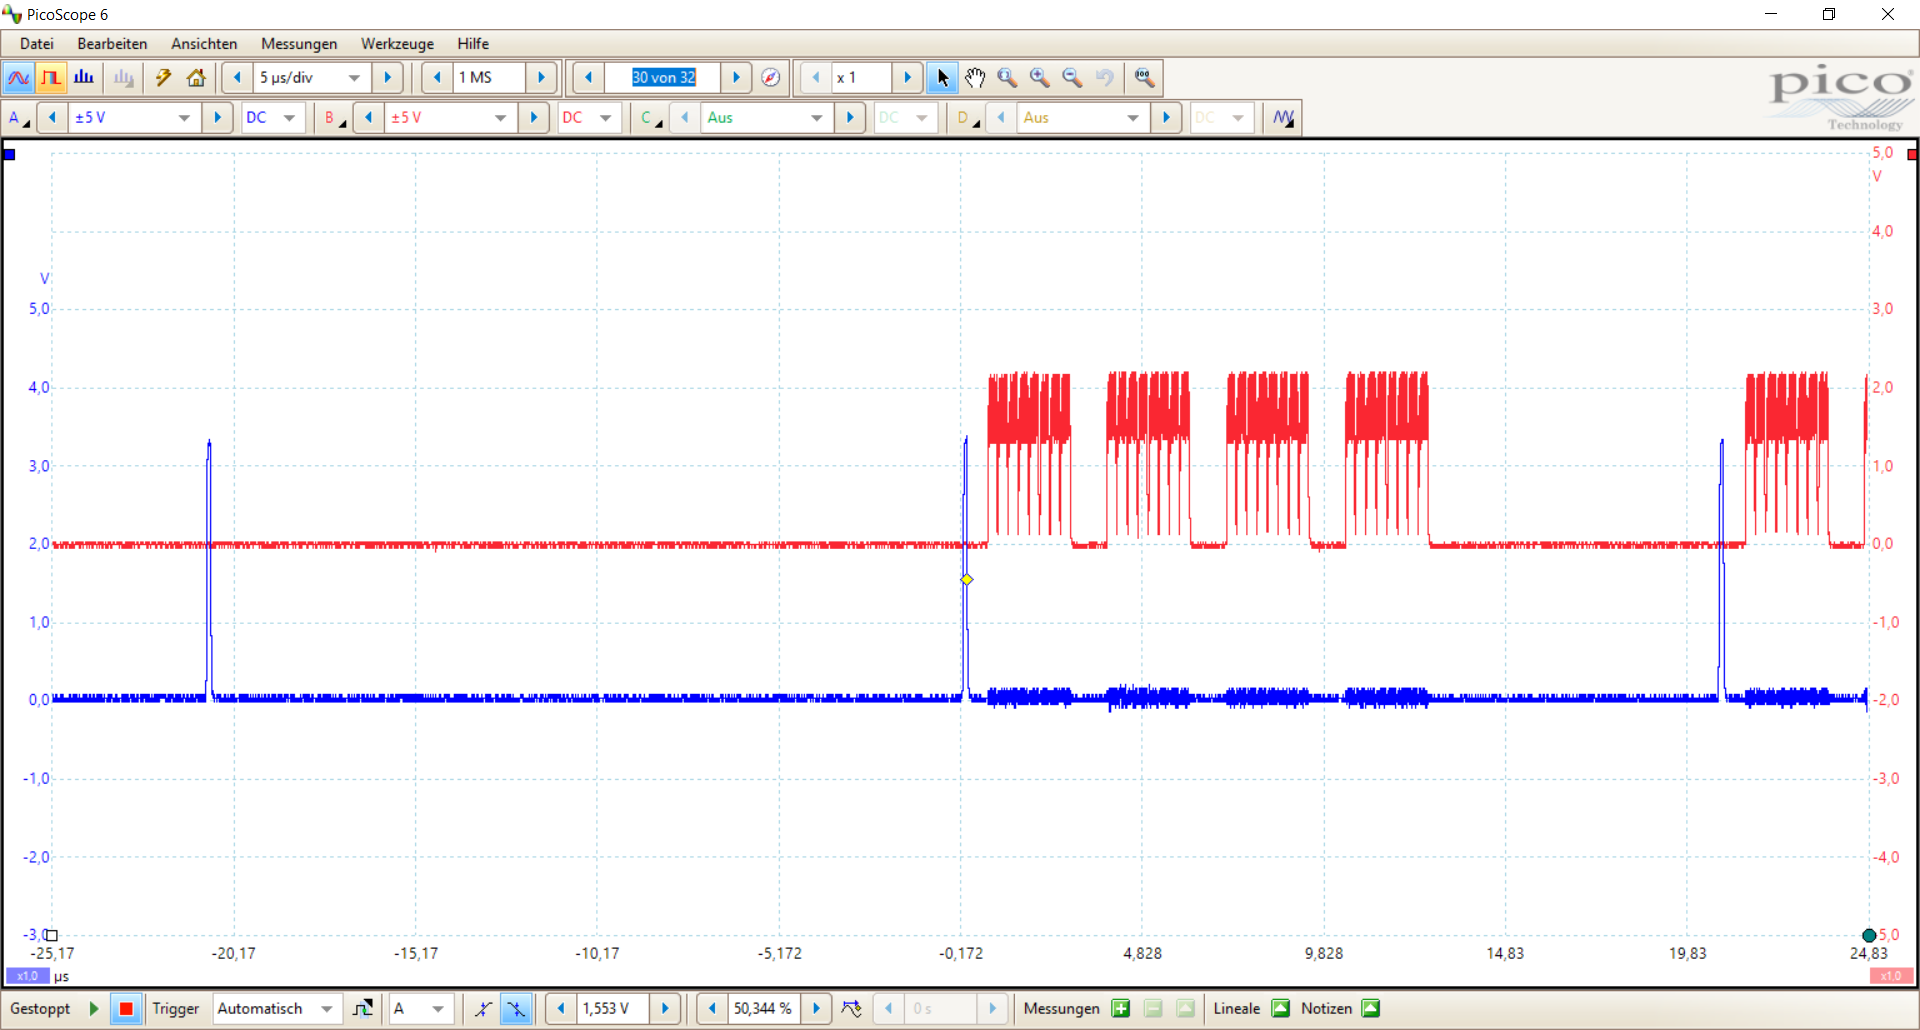 PicoScope 6
Datei Bearbeiten Ansichten Messungen Werkzeuge Hilfe
5 µs/div 1 MS 30 von 32 x 1
pico
Technology
A ±5 V DC B ±5 V DC C Aus DC D Aus DC
5,0
V
4,0
V
5,0 3,0
4,0 2,0
3,0 1,0
2,0 0,0
1,0 -1,0
0,0 -2,0
-1,0 -3,0
-2,0 -4,0
-3,0 -5,0
-25,17 -20,17 -15,17 -10,17 -5,172 -0,172 4,828 9,828 14,83 19,83 24,83
x1.0 µs x1.0
Gestoppt Trigger Automatisch A 1,553 V 50,344 % 0 s Messungen Lineale Notizen